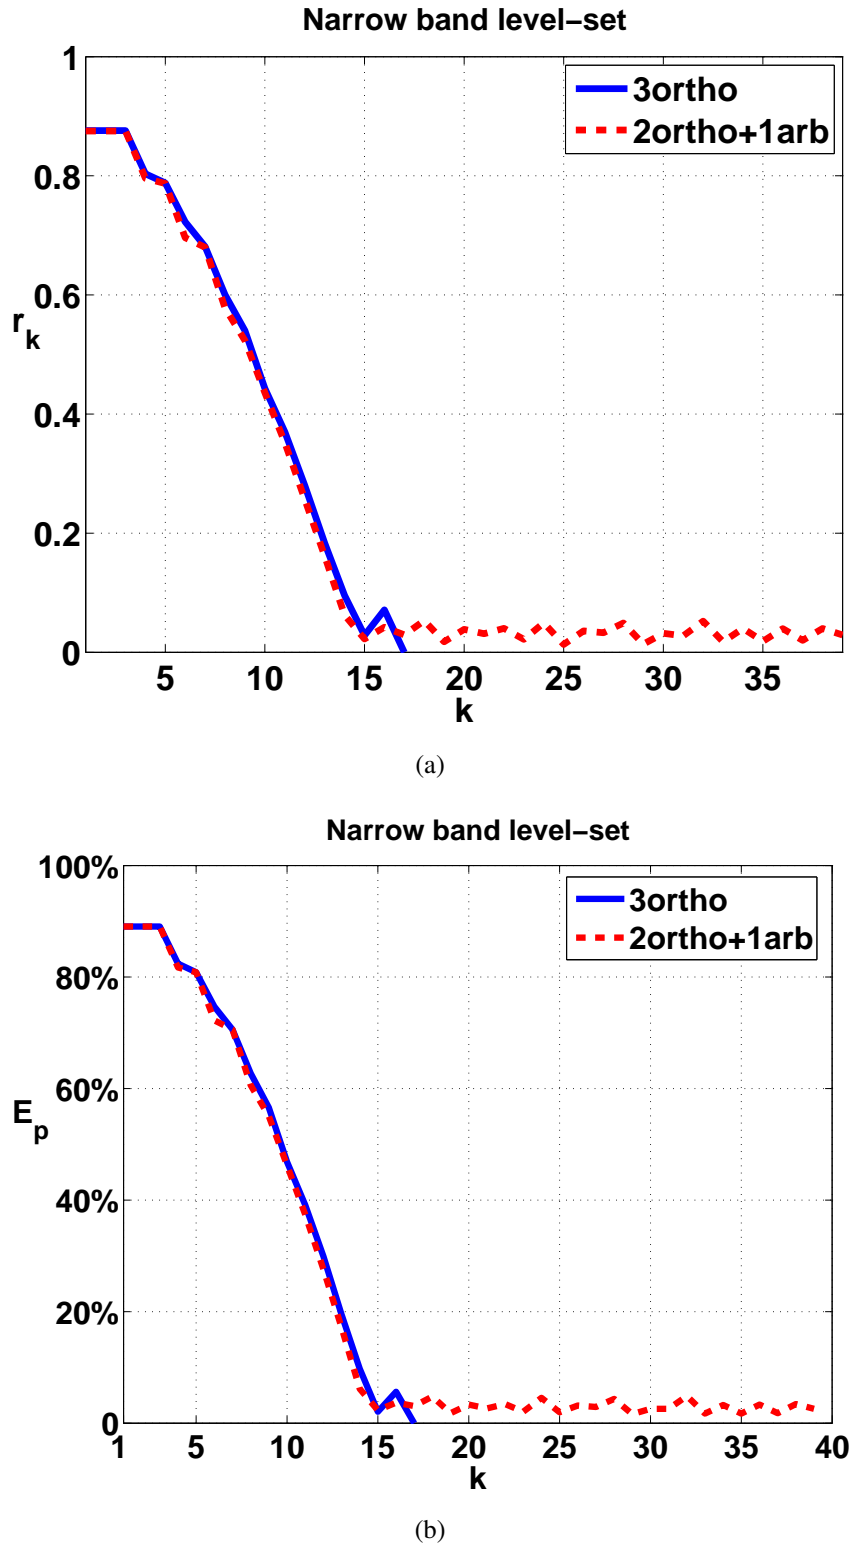 Narrow band level-set
1
0.8
0.6
0.4
0.2
0
r_k
3ortho
2ortho+1arb
5 10 15 20 25 30 35
k
(a)
Narrow band level-set
100%
80%
60%
40%
20%
0
E_p
3ortho
2ortho+1arb
1 5 10 15 20 25 30 35 40
k
(b)